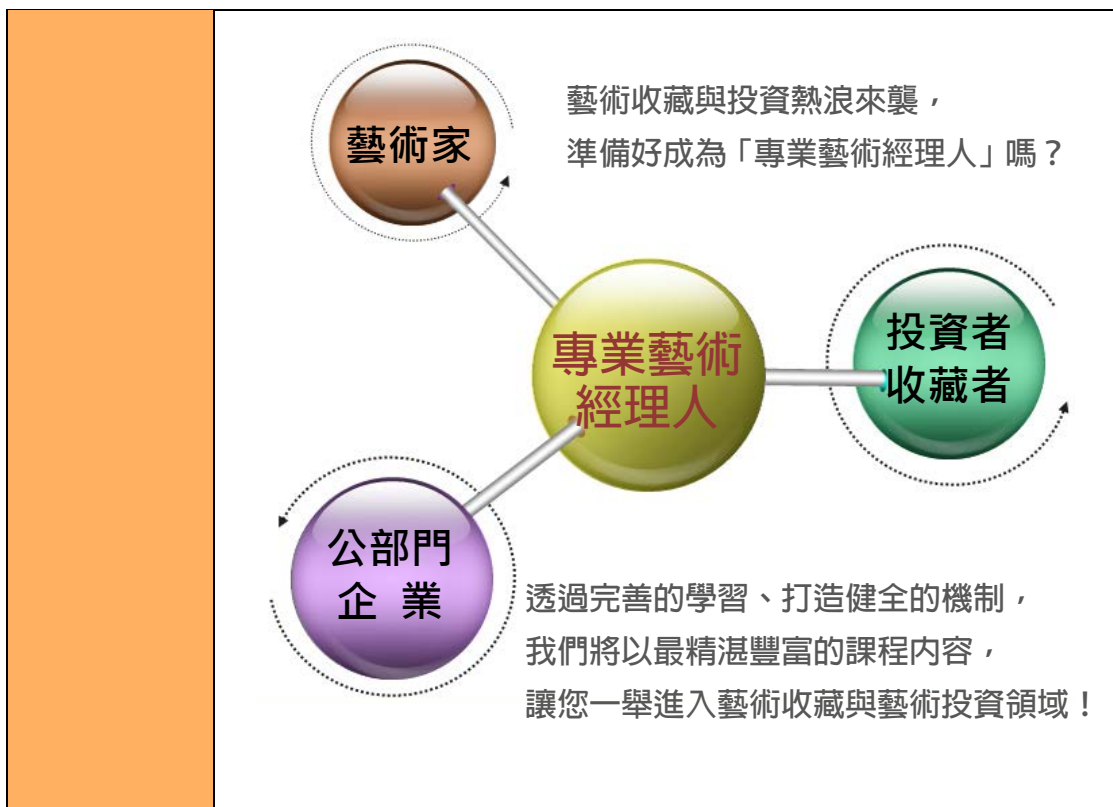 藝術家
藝術收藏與投資熱浪來襲，
準備好成為「專業藝術經理人」嗎？
專業藝術
經理人
投資者
收藏者
公部門
企 業
透過完善的學習、打造健全的機制，
我們將以最精湛豐富的課程內容，
讓您一舉進入藝術收藏與藝術投資領域！